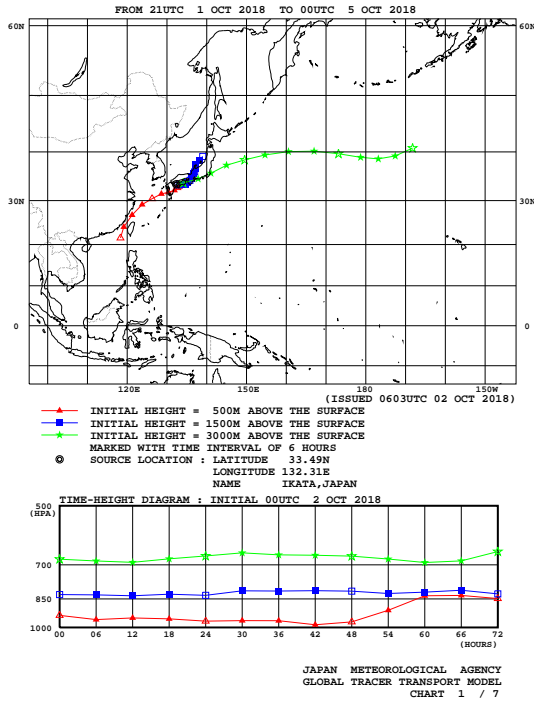 FROM 21UTC 1 OCT 2018 TO 00UTC 5 OCT 2018
60N 60N
30N 30N
0 0
120E 150E 180 150W
(ISSUED 0603UTC 02 OCT 2018)
INITIAL HEIGHT = 500M ABOVE THE SURFACE
INITIAL HEIGHT = 1500M ABOVE THE SURFACE
INITIAL HEIGHT = 3000M ABOVE THE SURFACE
MARKED WITH TIME INTERVAL OF 6 HOURS
SOURCE LOCATION : LATITUDE 33.49N
LONGITUDE 132.31E
NAME IKATA,JAPAN
TIME-HEIGHT DIAGRAM : INITIAL 00UTC 2 OCT 2018
500
(HPA)
700
850
1000
00 06 12 18 24 30 36 42 48 54 60 66 72
(HOURS)
JAPAN METEOROLOGICAL AGENCY
GLOBAL TRACER TRANSPORT MODEL
CHART 1 / 7